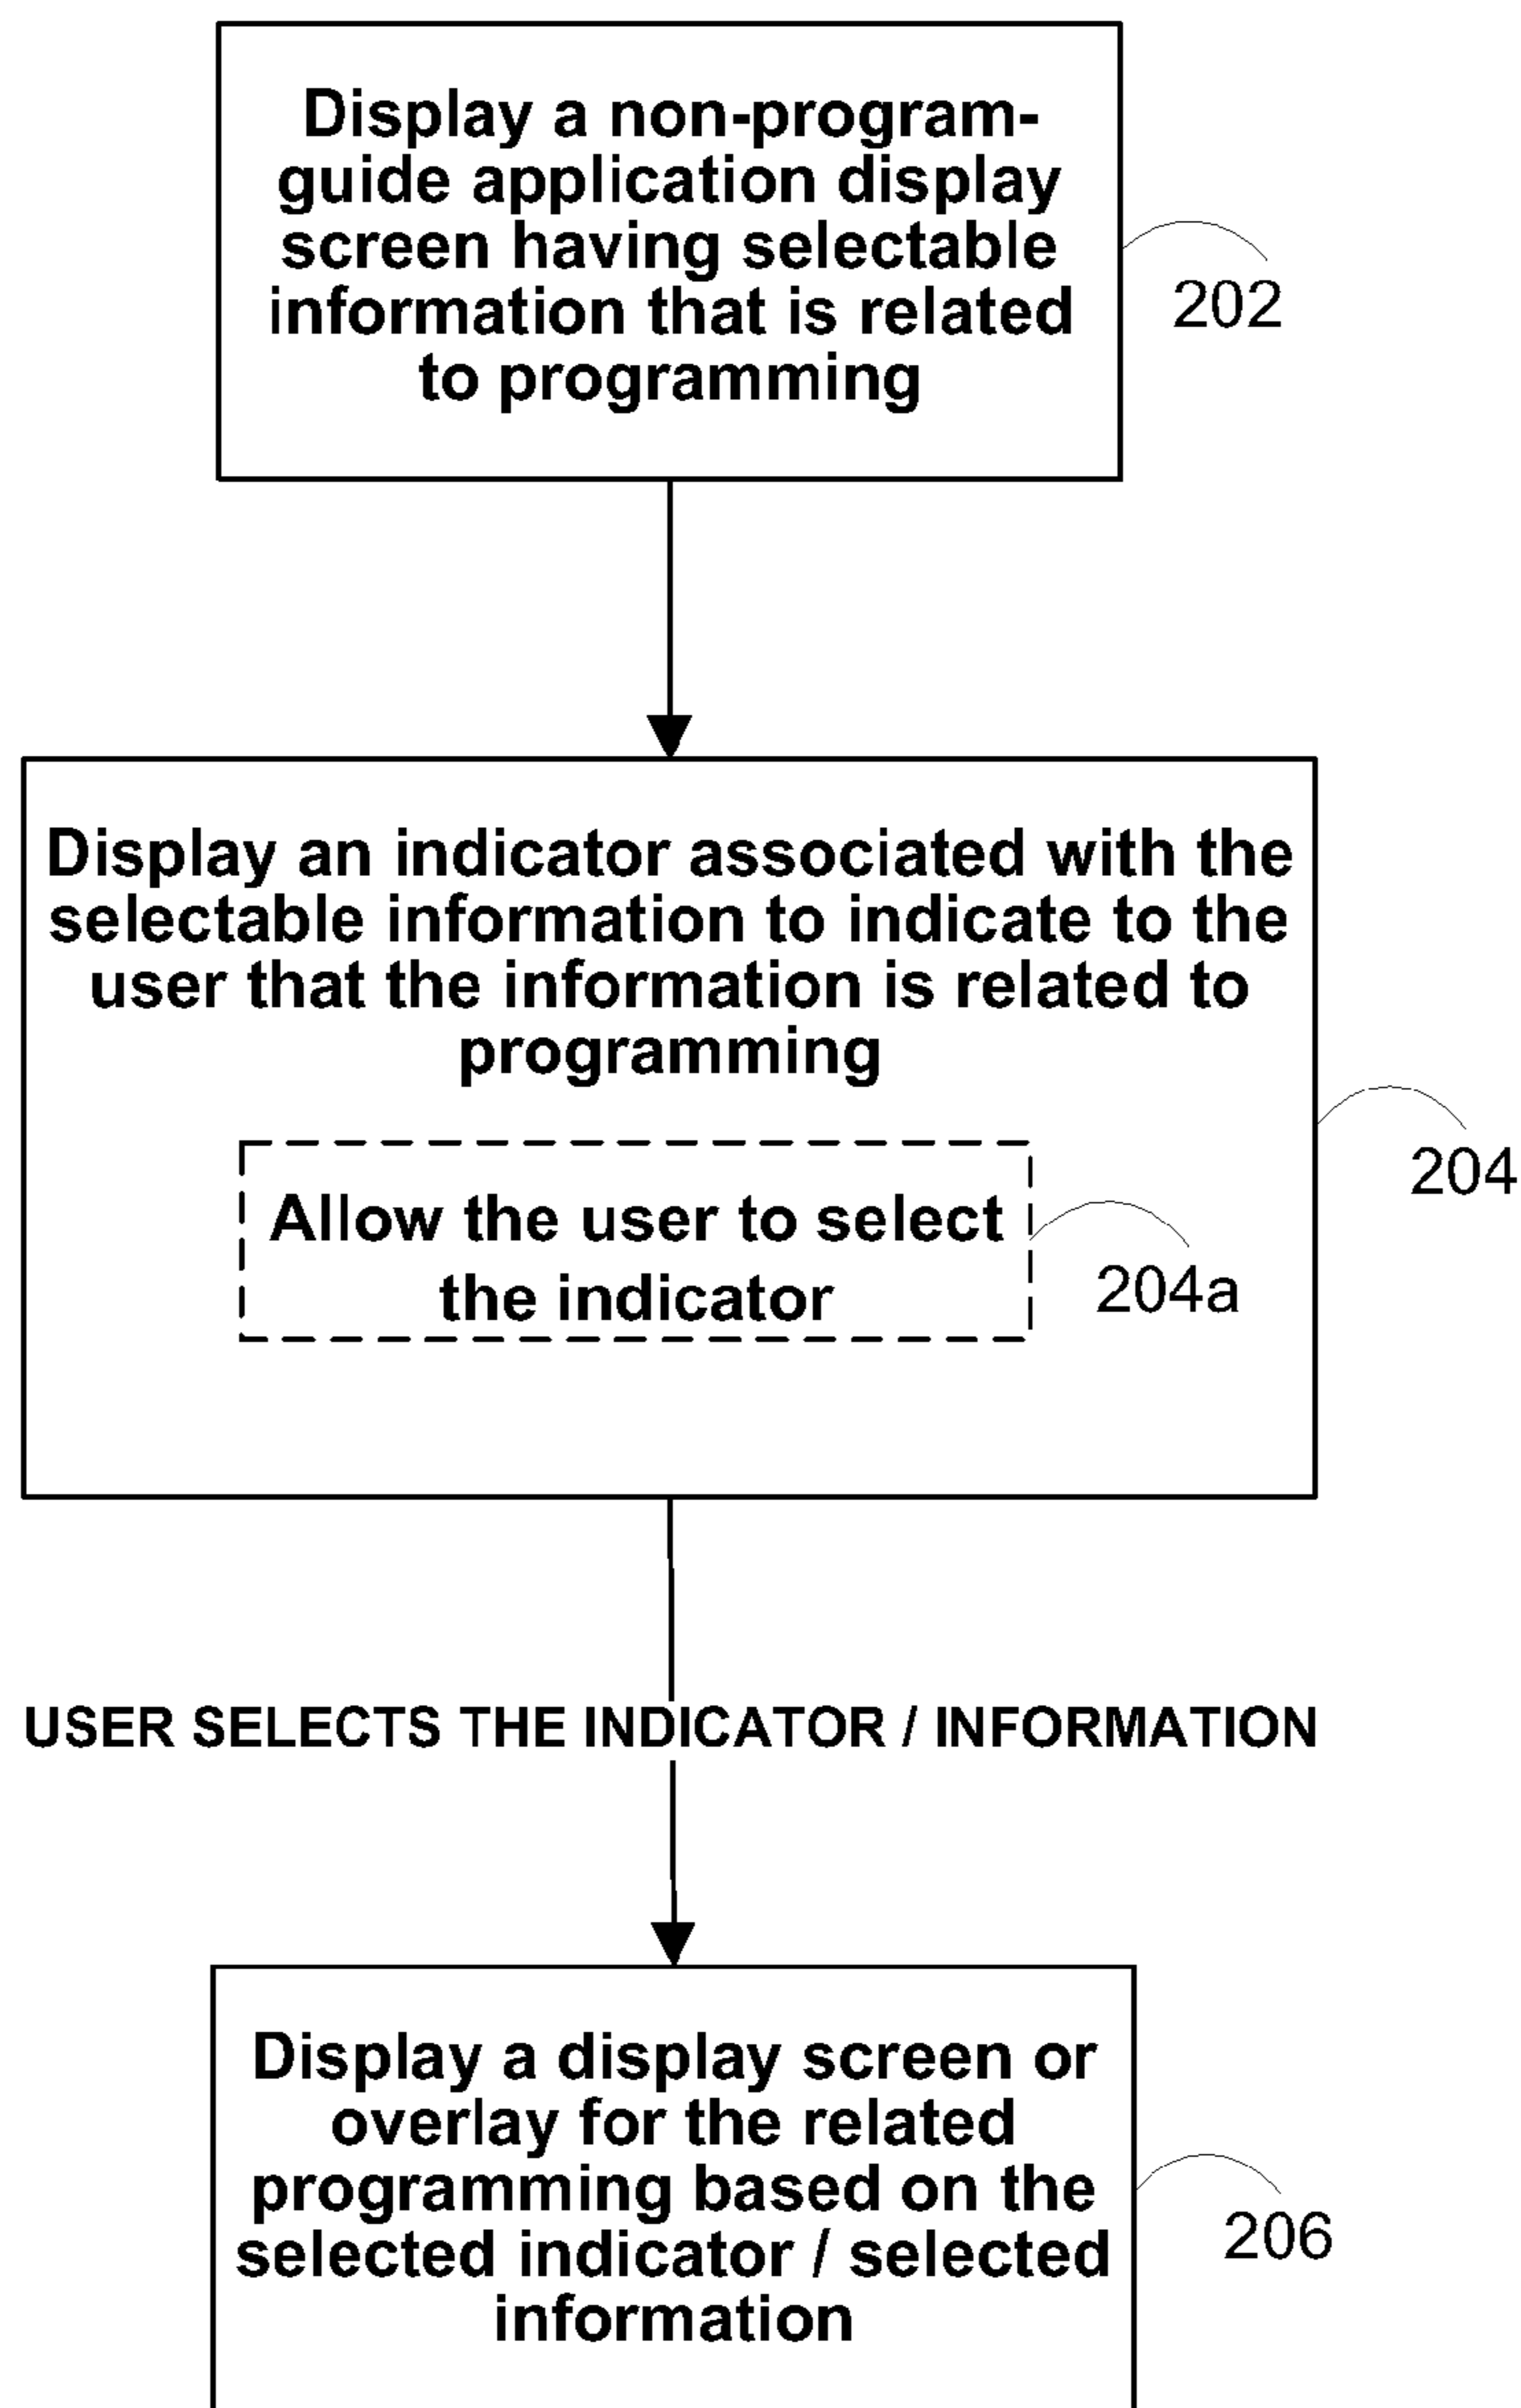 Display a non-program-
guide application display
screen having selectable
information that is related
to programming
202
Display an indicator associated with the
selectable information to indicate to the
user that the information is related to
programming
204
Allow the user to select
the indicator
204a
USER SELECTS THE INDICATOR / INFORMATION
Display a display screen or
overlay for the related
programming based on the
selected indicator / selected
information
206